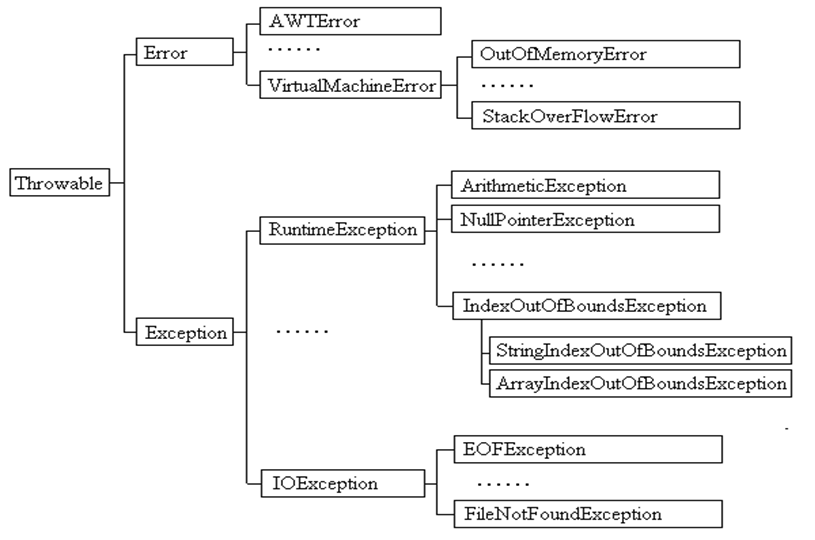 AWTError
......
Error
VirtualMachineError
OutOfMemoryError
......
StackOverFlowError
Throwable
ArithmeticException
NullPointerException
RuntimeException
......
IndexOutOfBoundsException
Exception
......
StringIndexOutOfBoundsException
ArrayIndexOutOfBoundsException
EOFException
IOException
......
FileNotFoundException